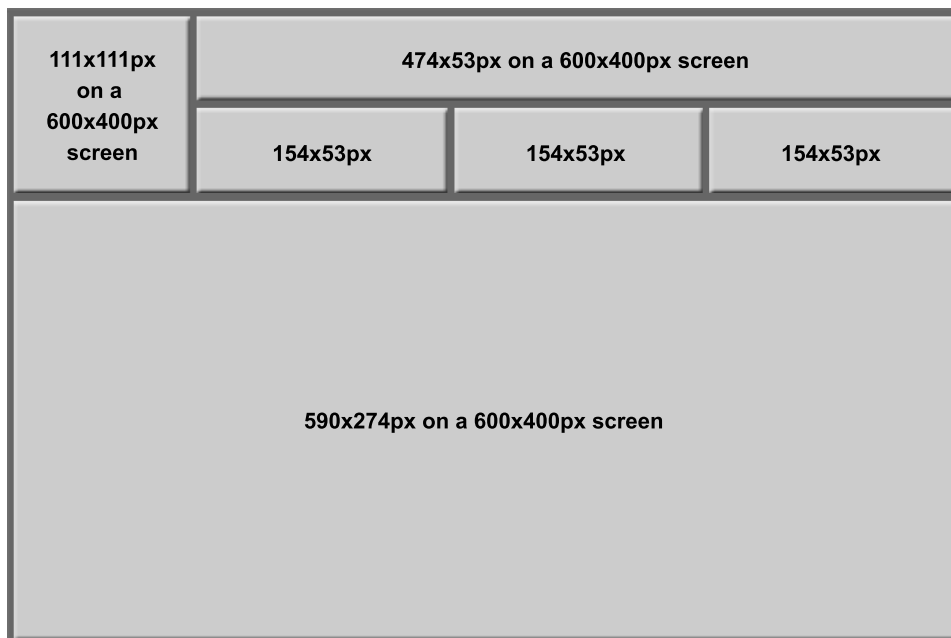 111x111px
on a
600x400px
screen
474x53px on a 600x400px screen
154x53px
154x53px
154x53px
590x274px on a 600x400px screen